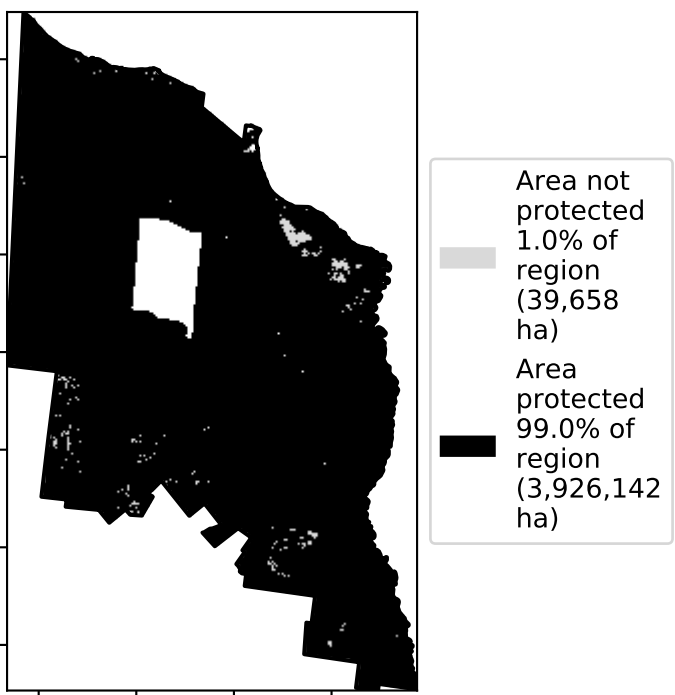 Area not
protected
1.0% of
region
(39,658
ha)
Area
protected
99.0% of
region
(3,926,142
ha)